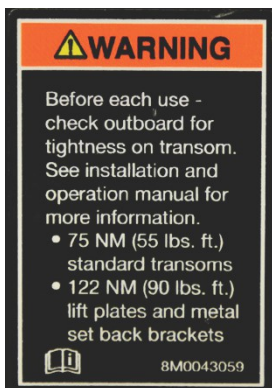 WARNING
Before each use -
check outboard for
tightness on transom.
See installation and
operation manual for
more information.
• 75 NM (55 lbs. ft.)
standard transoms
• 122 NM (90 lbs. ft.)
lift plates and metal
set back brackets
8M0043059